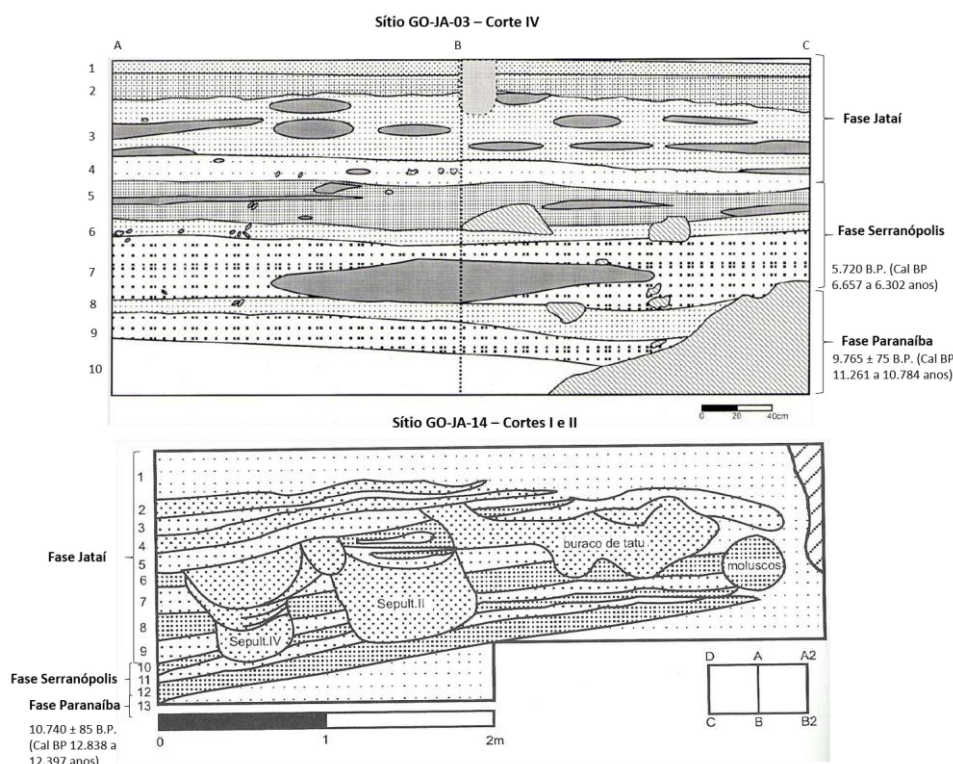 Sítio GO-JA-03 – Corte IV
A B C
1
2
3
4
5
6
7
8
9
10
Fase Jataí
Fase Serranópolis
5.720 B.P. (Cal BP
6.657 a 6.302 anos)
Fase Paranaíba
9.765 ± 75 B.P. (Cal BP
11.261 a 10.784 anos)
0 20 40cm
Sítio GO-JA-14 – Cortes I e II
1
2
3
4
5
6
7
8
9
10
11
12
13
Fase Jataí
Fase Serranópolis
Fase Paranaíba
10.740 ± 85 B.P.
(Cal BP 12.838 a
12.397 anos)
buraco de tatu
moluscos
Sepult.Ii
Sepult.IV
D A A2
C B B2
0 1 2m